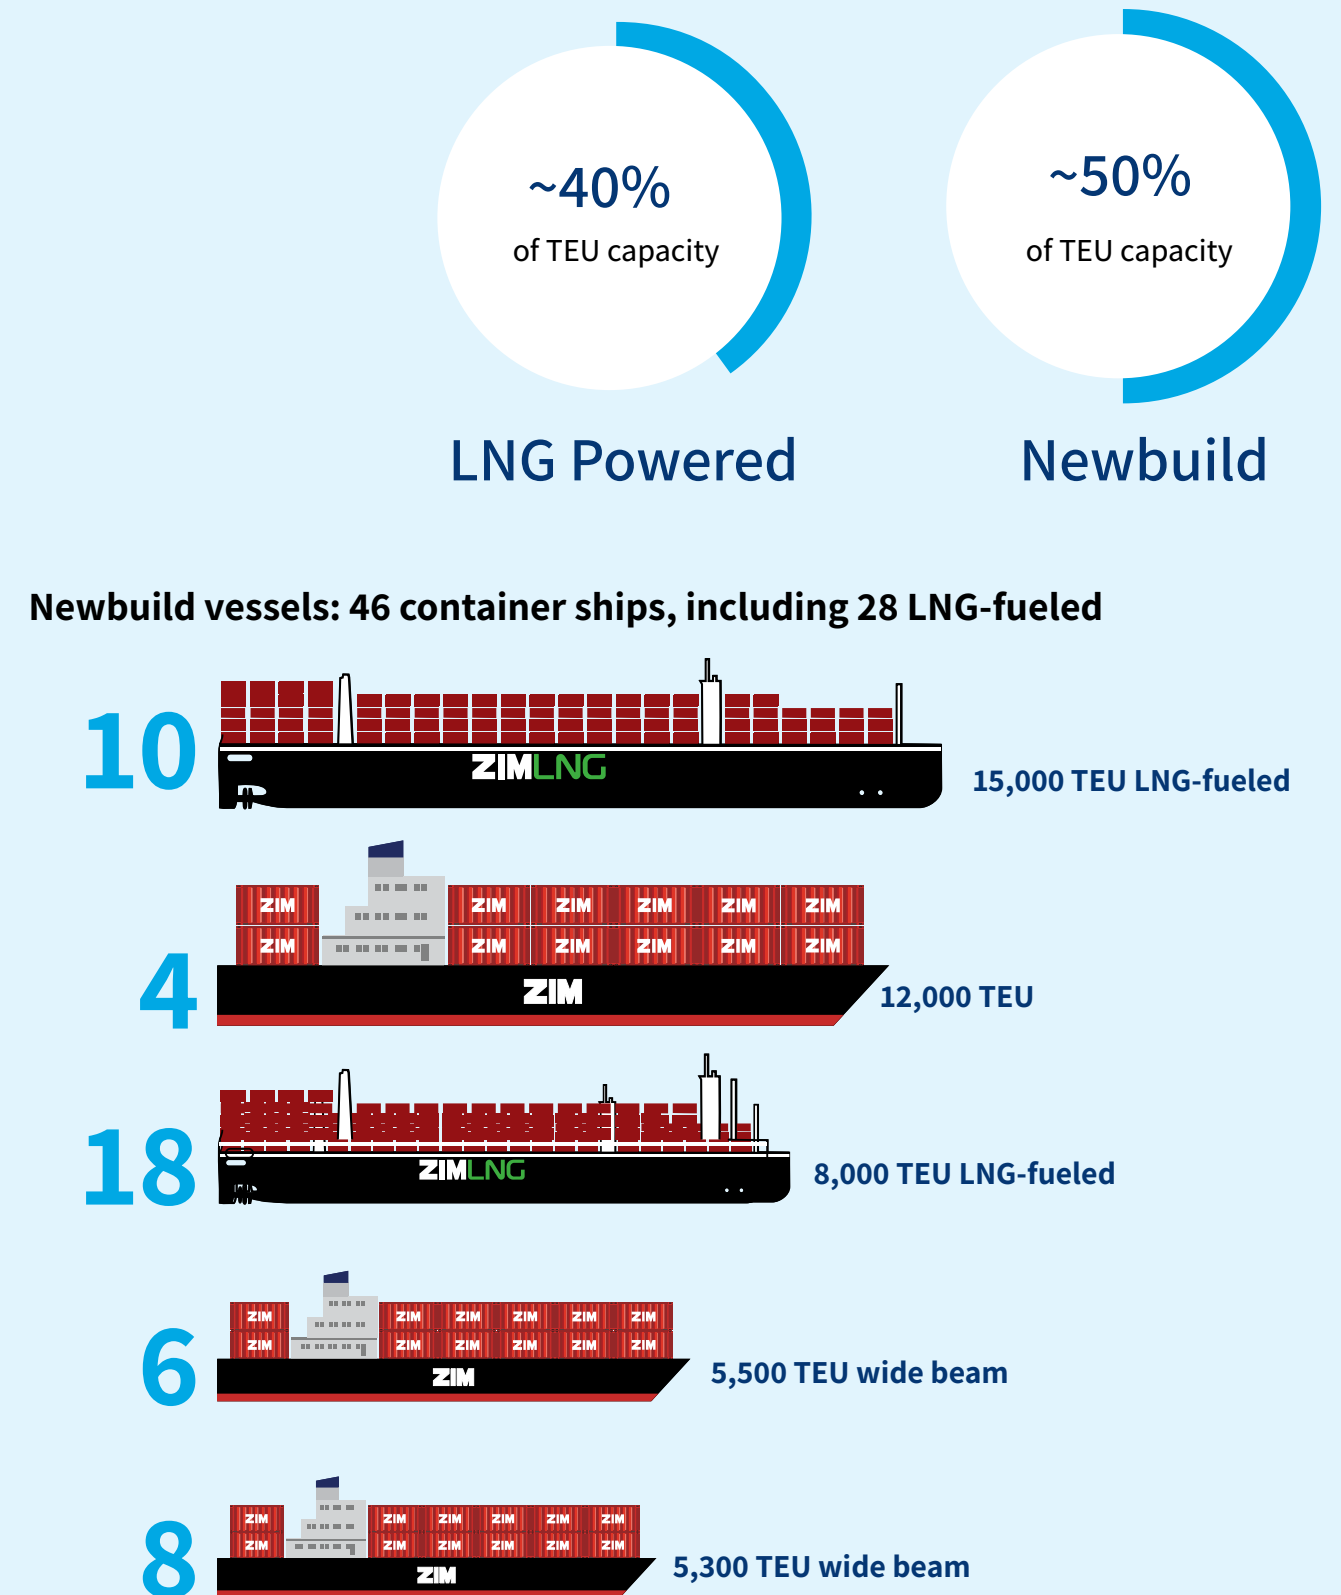 ~40%
of TEU capacity
LNG Powered
~50%
of TEU capacity
Newbuild
Newbuild vessels: 46 container ships, including 28 LNG-fueled
10
ZIMLNG
15,000 TEU LNG-fueled
ZIM ZIM ZIM ZIM ZIM ZIM
ZIM ZIM ZIM ZIM ZIM ZIM
4
ZIM
12,000 TEU
18
ZIMLNG
8,000 TEU LNG-fueled
ZIM ZIM ZIM ZIM ZIM ZIM
ZIM ZIM ZIM ZIM ZIM ZIM
6
ZIM
5,500 TEU wide beam
ZIM ZIM ZIM ZIM ZIM ZIM
ZIM ZIM ZIM ZIM ZIM ZIM
8
ZIM
5,300 TEU wide beam